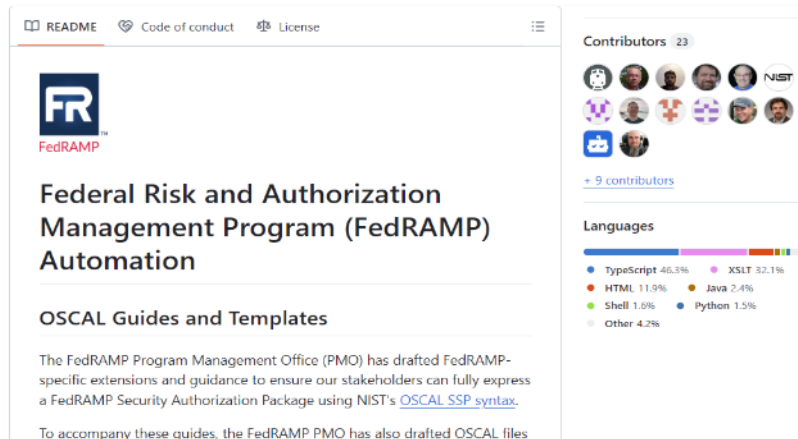 README
Code of conduct
License
FR
TM
FedRAMP
Federal Risk and Authorization
Management Program (FedRAMP)
Automation
OSCAL Guides and Templates
The FedRAMP Program Management Office (PMO) has drafted FedRAMP-
specific extensions and guidance to ensure our stakeholders can fully express
a FedRAMP Security Authorization Package using NIST's OSCAL SSP syntax.
To accompany these guides, the FedRAMP PMO has also drafted OSCAL files
Contributors 23
NIST
+ 9 contributors
Languages
TypeScript 46.3% XSLT 32.1%
HTML 11.9% Java 2.4%
Shell 1.6% Python 1.5%
Other 4.2%